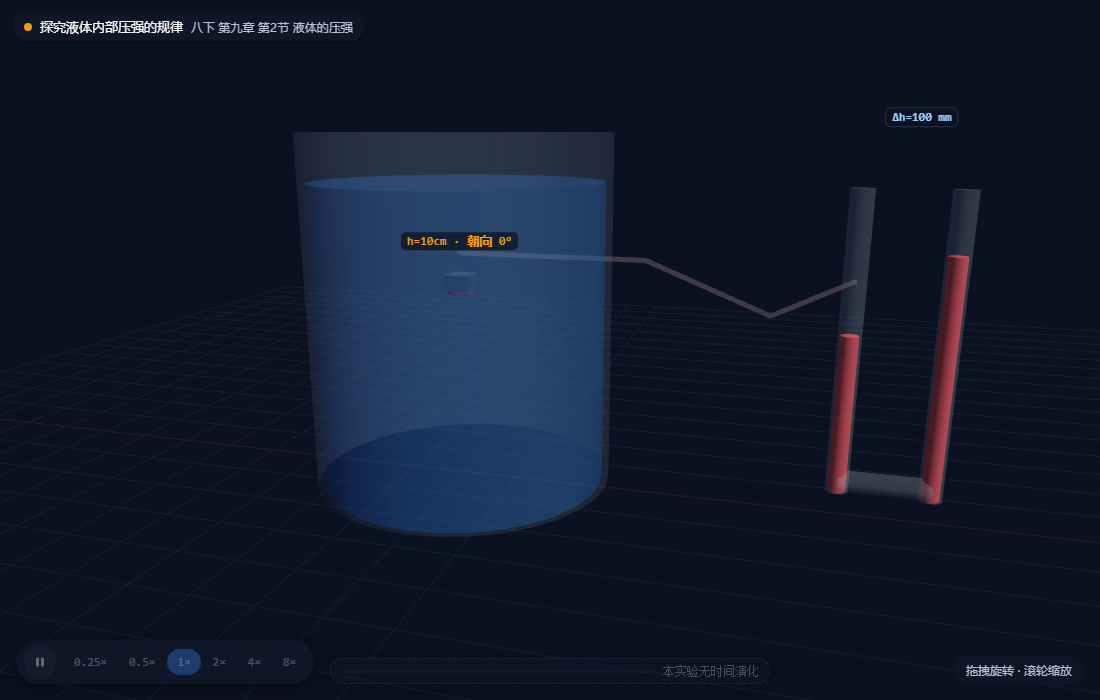 探究液体内部压强的规律 八下 第九章 第2节 液体的压强
Δh=100 mm
h=10cm · 朝向 0°
0.25× 0.5× 1× 2× 4× 8×
本实验无时间演化
拖拽旋转 · 滚轮缩放